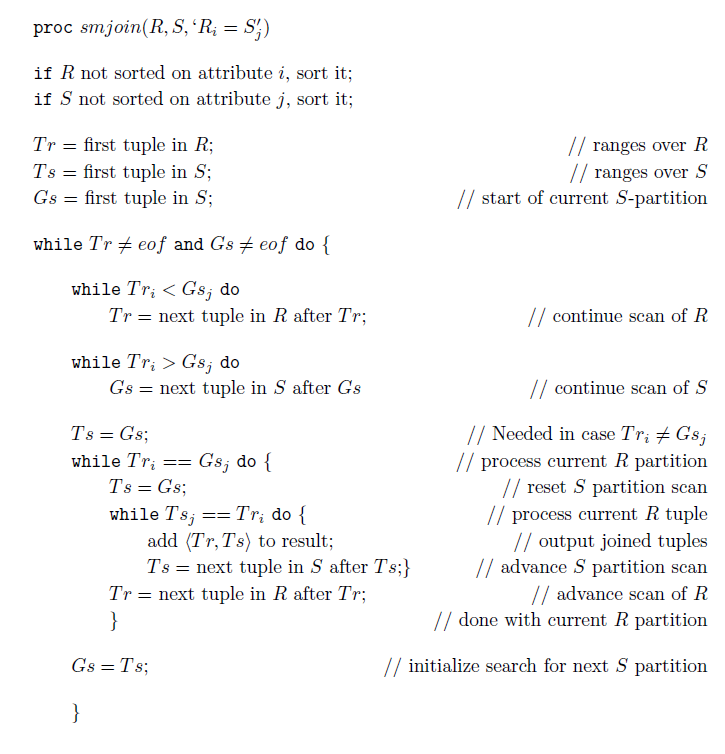 proc smjoin(R, S, ‘R_i = S'_j)
if R not sorted on attribute i, sort it;
if S not sorted on attribute j, sort it;
Tr = first tuple in R; // ranges over R
Ts = first tuple in S; // ranges over S
Gs = first tuple in S; // start of current S-partition
while Tr ≠ eof and Gs ≠ eof do {
while Tr_i < Gs_j do
Tr = next tuple in R after Tr; // continue scan of R
while Tr_i > Gs_j do
Gs = next tuple in S after Gs // continue scan of S
Ts = Gs; // Needed in case Tr_i ≠ Gs_j
while Tr_i == Gs_j do { // process current R partition
Ts = Gs; // reset S partition scan
while Ts_j == Tr_i do { // process current R tuple
add ⟨Tr, Ts⟩ to result; // output joined tuples
Ts = next tuple in S after Ts;} // advance S partition scan
Tr = next tuple in R after Tr; // advance scan of R
} // done with current R partition
Gs = Ts; // initialize search for next S partition
}